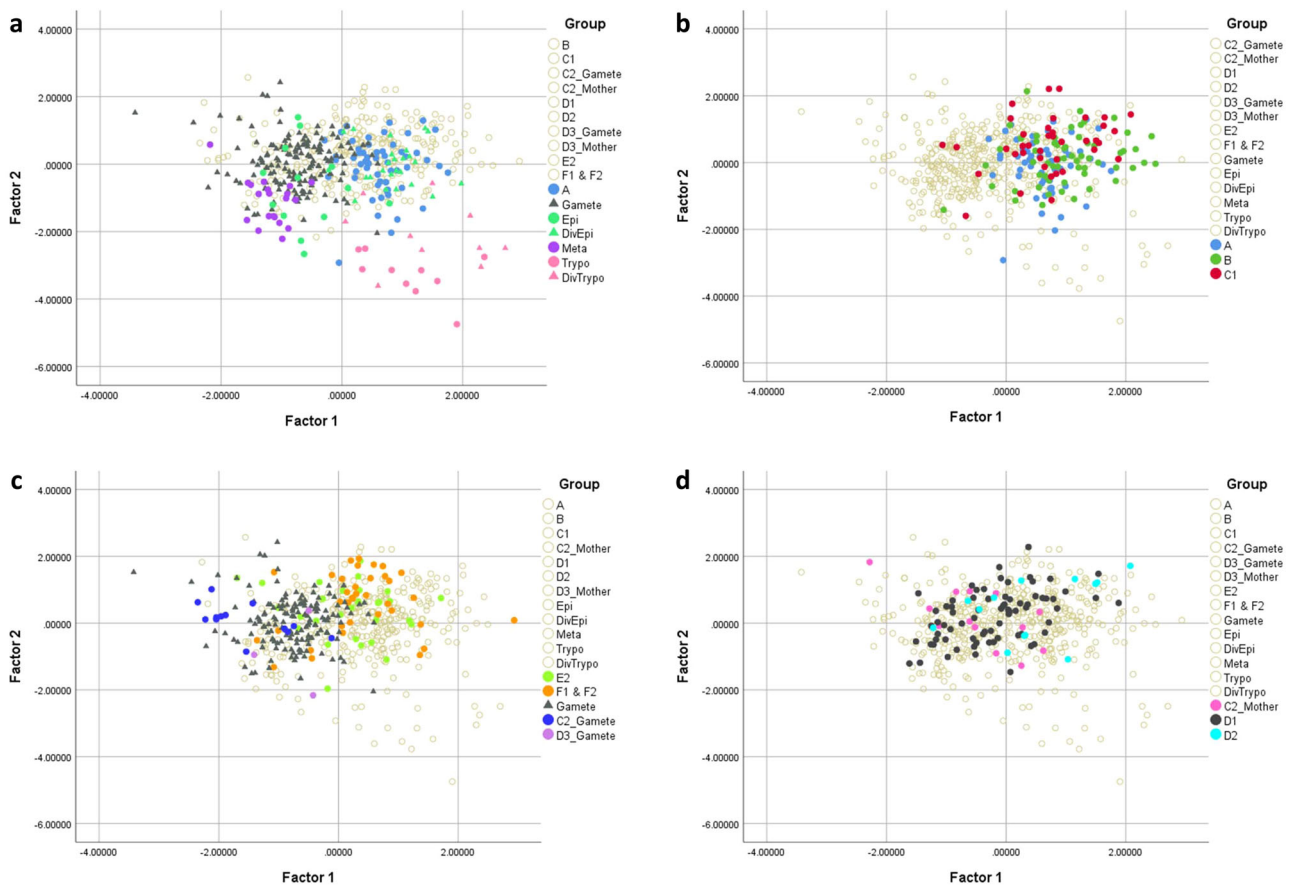 a
Factor 2
4.00000
2.00000
.00000
-2.00000
-4.00000
-6.00000
-4.00000
-2.00000
.00000
2.00000
Factor 1
Group
B
C1
C2_Gamete
C2_Mother
D1
D2
D3_Gamete
D3_Mother
E2
F1 & F2
A
Gamete
Epi
DivEpi
Meta
Trypo
DivTrypo
b
Factor 2
4.00000
2.00000
.00000
-2.00000
-4.00000
-6.00000
-4.00000
-2.00000
.00000
2.00000
Factor 1
Group
C2_Gamete
C2_Mother
D1
D2
D3_Gamete
D3_Mother
E2
F1 & F2
Gamete
Epi
DivEpi
Meta
Trypo
DivTrypo
A
B
C1
c
Factor 2
4.00000
2.00000
.00000
-2.00000
-4.00000
-6.00000
-4.00000
-2.00000
.00000
2.00000
Factor 1
Group
A
B
C1
C2_Mother
D1
D2
D3_Mother
Epi
DivEpi
Meta
Trypo
DivTrypo
E2
F1 & F2
Gamete
C2_Gamete
D3_Gamete
d
Factor 2
4.00000
2.00000
.00000
-2.00000
-4.00000
-6.00000
-4.00000
-2.00000
.00000
2.00000
Factor 1
Group
A
B
C1
C2_Gamete
D3_Gamete
D3_Mother
E2
F1 & F2
Gamete
Epi
DivEpi
Meta
Trypo
DivTrypo
C2_Mother
D1
D2